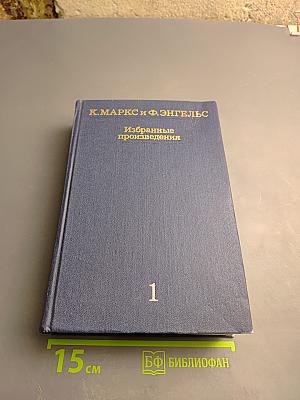 К. МАРКС и Ф. ЭНГЕЛЬС
Избранные
произведения
1
15 см
БФ БИБЛИОФАН